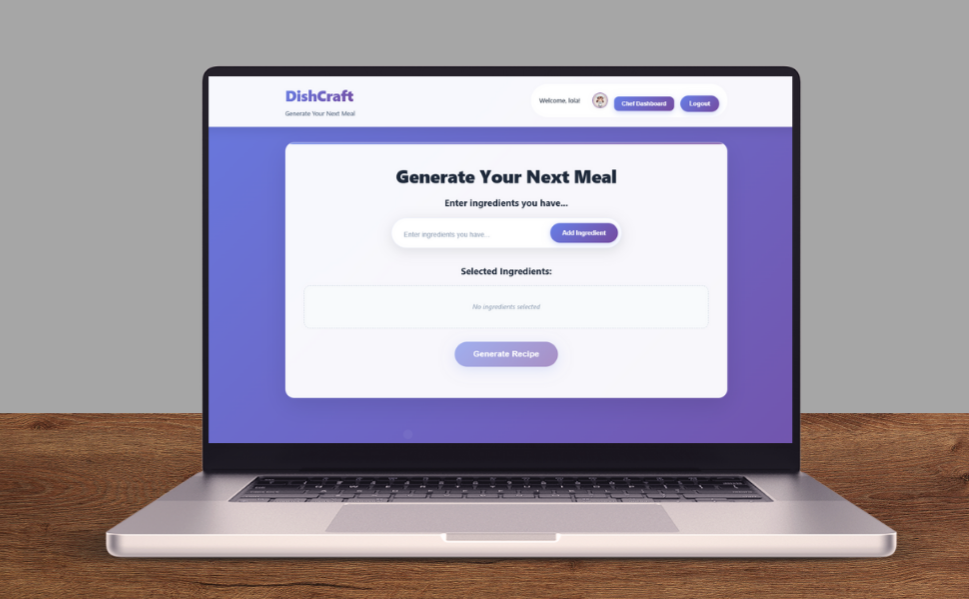 DishCraft
Generate Your Next Meal
Welcome, lola!
Chef Dashboard
Logout
Generate Your Next Meal
Enter ingredients you have...
Enter ingredients you have...
Add Ingredient
Selected Ingredients:
No ingredients selected
Generate Recipe